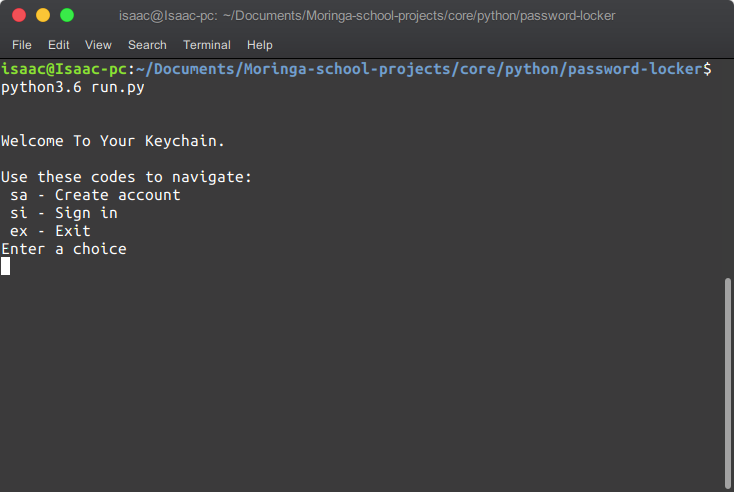 isaac@Isaac-pc: ~/Documents/Moringa-school-projects/core/python/password-locker
File Edit View Search Terminal Help
isaac@Isaac-pc:~/Documents/Moringa-school-projects/core/python/password-locker$
python3.6 run.py
Welcome To Your Keychain.
Use these codes to navigate:
sa - Create account
si - Sign in
ex - Exit
Enter a choice